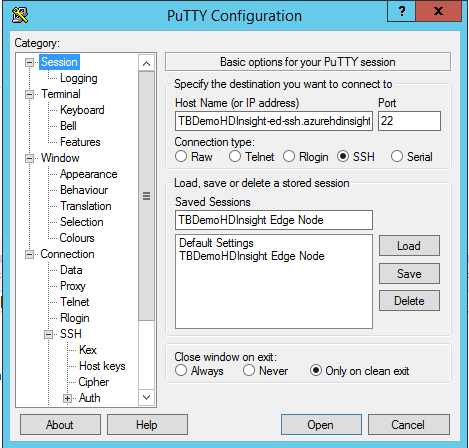 PuTTY Configuration
?
X
Category:
Session
Logging
Terminal
Keyboard
Bell
Features
Window
Appearance
Behaviour
Translation
Selection
Colours
Connection
Data
Proxy
Telnet
Rlogin
SSH
Kex
Host keys
Cipher
Auth
Basic options for your PuTTY session
Specify the destination you want to connect to
Host Name (or IP address) Port
TBDemoHDInsight-ed-ssh.azurehdinsight 22
Connection type:
Raw Telnet Rlogin SSH Serial
Load, save or delete a stored session
Saved Sessions
TBDemoHDInsight Edge Node
Default Settings
TBDemoHDInsight Edge Node
Load
Save
Delete
Close window on exit:
Always Never Only on clean exit
About Help Open Cancel